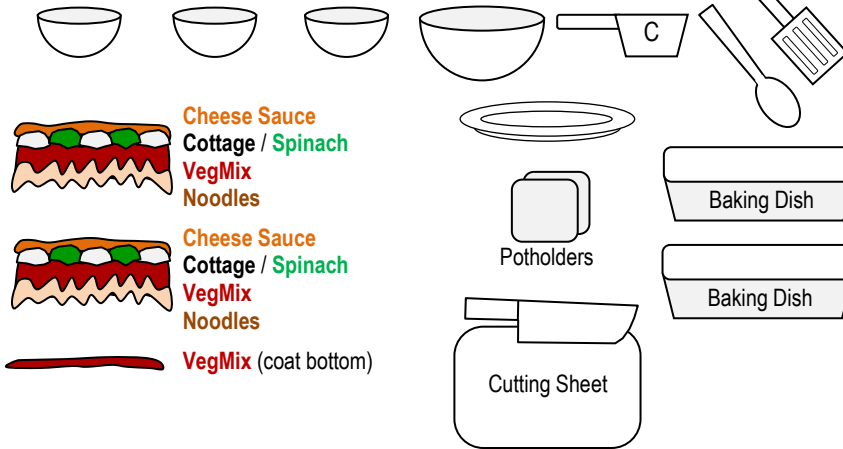 C
Cheese Sauce
Cottage / Spinach
VegMix
Noodles
Cheese Sauce
Cottage / Spinach
VegMix
Noodles
VegMix (coat bottom)
Baking Dish
Potholders
Baking Dish
Cutting Sheet